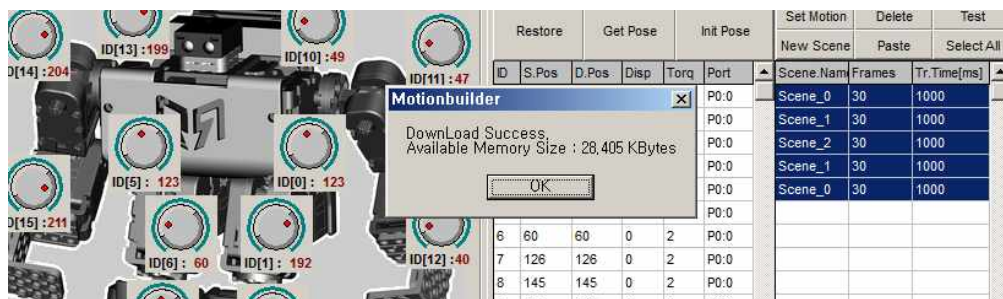 ID[13] :199
ID[10] :49
D[14] :204
ID[11] : 47
ID[5] : 123
ID[0] : 123
D[15] :211
ID[6] : 60
ID[1] : 192
ID[12] :40
Restore
Get Pose
Init Pose
ID S.Pos D.Pos Disp Torq Port
P0:0
P0:0
P0:0
P0:0
P0:0
P0:0
6 60 60 0 2 P0:0
7 126 126 0 2 P0:0
8 145 145 0 2 P0:0
Motionbuilder
DownLoad Success,
Available Memory Size : 28,405 KBytes
OK
Set Motion Delete Test
New Scene Paste Select All
Scene.Nam Frames Tr.Time[ms]
Scene_0 30 1000
Scene_1 30 1000
Scene_2 30 1000
Scene_1 30 1000
Scene_0 30 1000